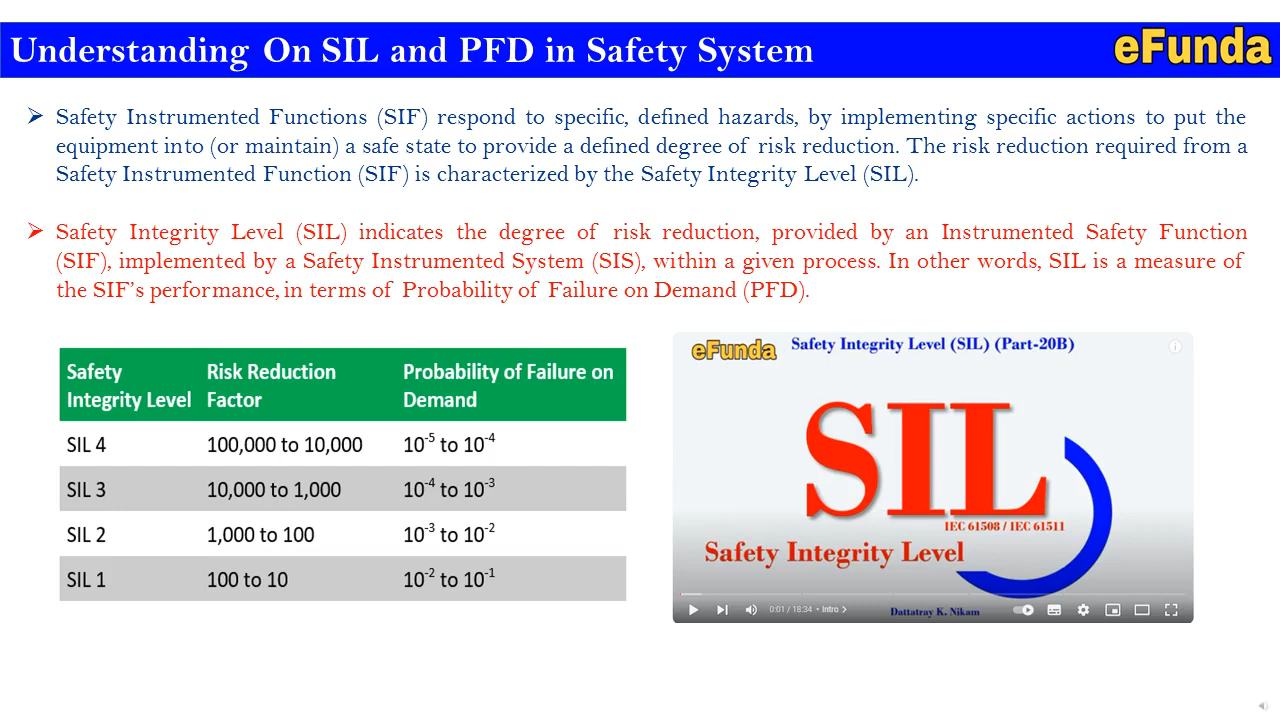 Understanding On SIL and PFD in Safety System
eFunda
➢ Safety Instrumented Functions (SIF) respond to specific, defined hazards, by implementing specific actions to put the
equipment into (or maintain) a safe state to provide a defined degree of risk reduction. The risk reduction required from a
Safety Instrumented Function (SIF) is characterized by the Safety Integrity Level (SIL).
➢ Safety Integrity Level (SIL) indicates the degree of risk reduction, provided by an Instrumented Safety Function
(SIF), implemented by a Safety Instrumented System (SIS), within a given process. In other words, SIL is a measure of
the SIF's performance, in terms of Probability of Failure on Demand (PFD).
Safety Integrity Level Risk Reduction Factor Probability of Failure on Demand
SIL 4 100,000 to 10,000 10⁻⁵ to 10⁻⁴
SIL 3 10,000 to 1,000 10⁻⁴ to 10⁻³
SIL 2 1,000 to 100 10⁻³ to 10⁻²
SIL 1 100 to 10 10⁻² to 10⁻¹
eFunda Safety Integrity Level (SIL) (Part-20B)
SIL
IEC 61508 / IEC 61511
Safety Integrity Level
0:01 / 18:34 • Intro
Dattatray K. Nikam